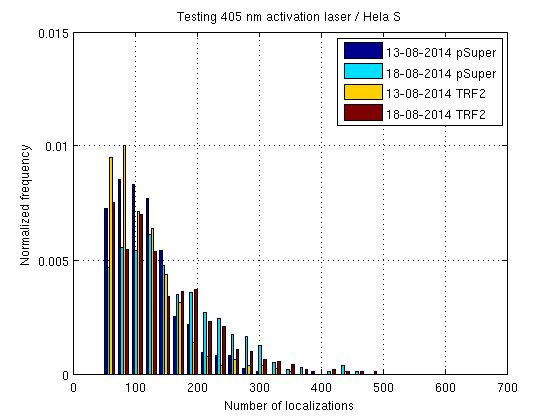 Testing 405 nm activation laser / Hela S
0.015
13-08-2014 pSuper
18-08-2014 pSuper
13-08-2014 TRF2
18-08-2014 TRF2
0.01
Normalized frequency
0.005
0
0 100 200 300 400 500 600 700
Number of localizations